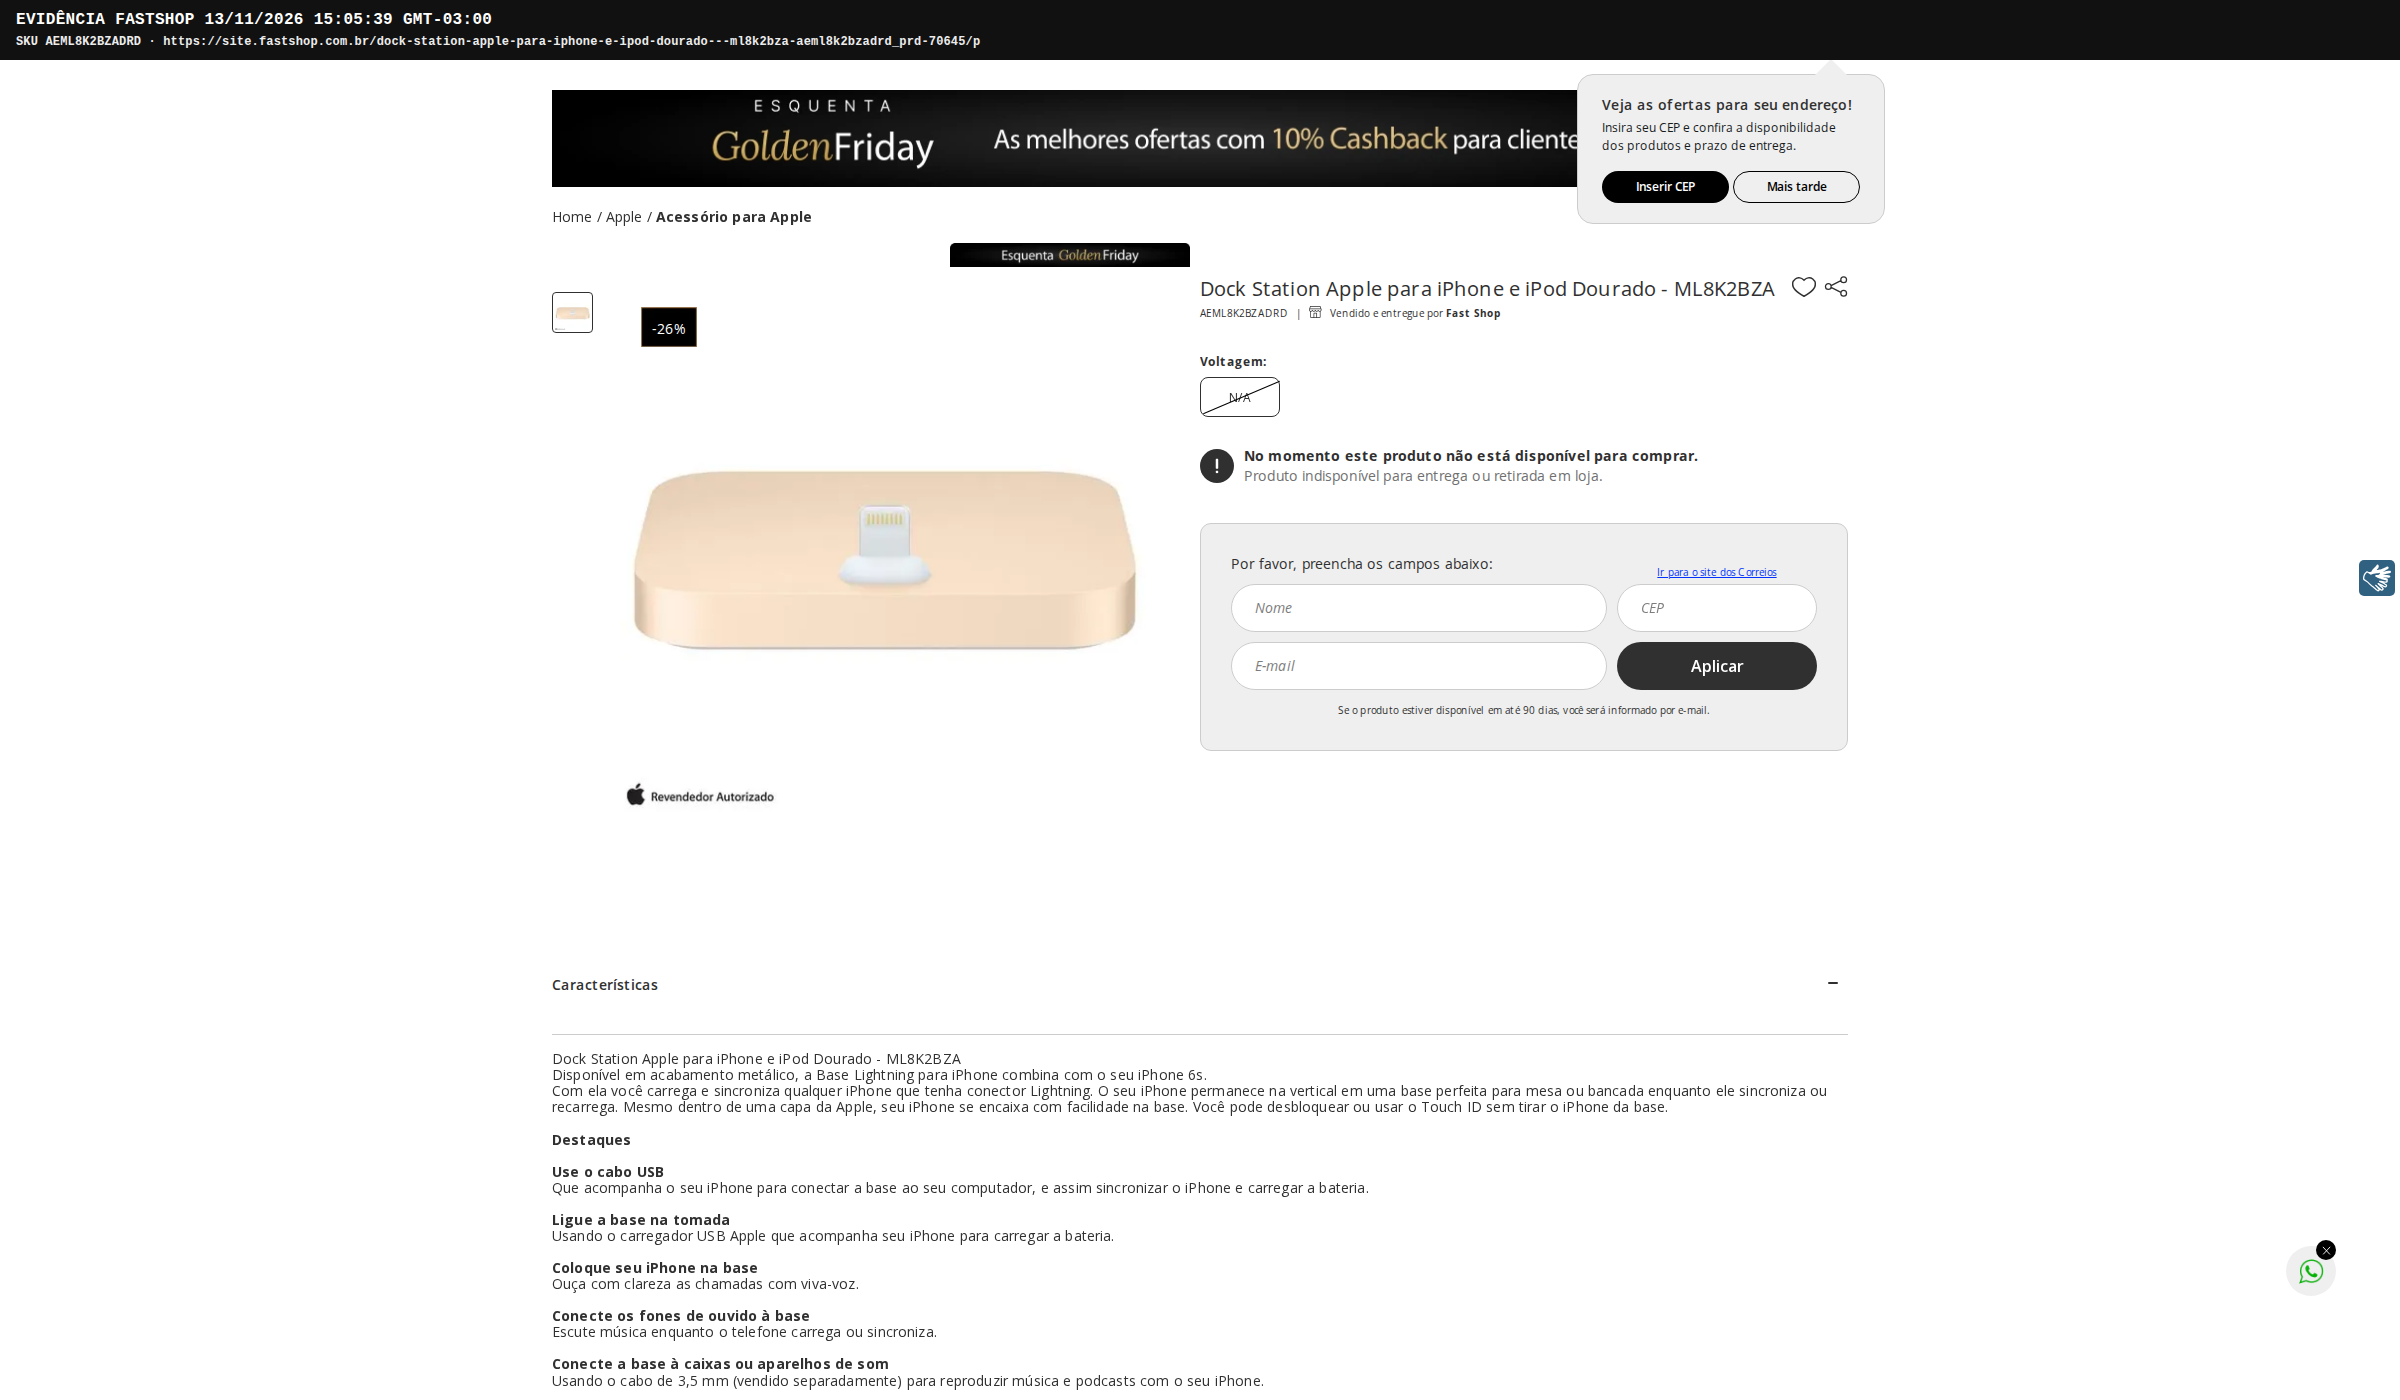 EVIDÊNCIA FASTSHOP 13/11/2026 15:05:39 GMT-03:00
SKU AEML8K2BZADRD · https://site.fastshop.com.br/dock-station-apple-para-iphone-e-ipod-dourado---ml8k2bza-aeml8k2bzadrd_prd-70645/p
ESQUENTA
GoldenFriday
As melhores ofertas com 10% Cashback para cliente
Veja as ofertas para seu endereço!
Insira seu CEP e confira a disponibilidade
dos produtos e prazo de entrega.
Inserir CEP
Mais tarde
Home / Apple / Acessório para Apple
Esquenta GoldenFriday
-26%
Revendedor Autorizado
Dock Station Apple para iPhone e iPod Dourado - ML8K2BZA
AEML8K2BZADRD | Vendido e entregue por Fast Shop
Voltagem:
N/A
No momento este produto não está disponível para comprar.
Produto indisponível para entrega ou retirada em loja.
Por favor, preencha os campos abaixo:
Ir para o site dos Correios
Nome
CEP
E-mail
Aplicar
Se o produto estiver disponível em até 90 dias, você será informado por e-mail.
Características
Dock Station Apple para iPhone e iPod Dourado - ML8K2BZA
Disponível em acabamento metálico, a Base Lightning para iPhone combina com o seu iPhone 6s.
Com ela você carrega e sincroniza qualquer iPhone que tenha conector Lightning. O seu iPhone permanece na vertical em uma base perfeita para mesa ou bancada enquanto ele sincroniza ou
recarrega. Mesmo dentro de uma capa da Apple, seu iPhone se encaixa com facilidade na base. Você pode desbloquear ou usar o Touch ID sem tirar o iPhone da base.
Destaques
Use o cabo USB
Que acompanha o seu iPhone para conectar a base ao seu computador, e assim sincronizar o iPhone e carregar a bateria.
Ligue a base na tomada
Usando o carregador USB Apple que acompanha seu iPhone para carregar a bateria.
Coloque seu iPhone na base
Ouça com clareza as chamadas com viva-voz.
Conecte os fones de ouvido à base
Escute música enquanto o telefone carrega ou sincroniza.
Conecte a base à caixas ou aparelhos de som
Usando o cabo de 3,5 mm (vendido separadamente) para reproduzir música e podcasts com o seu iPhone.